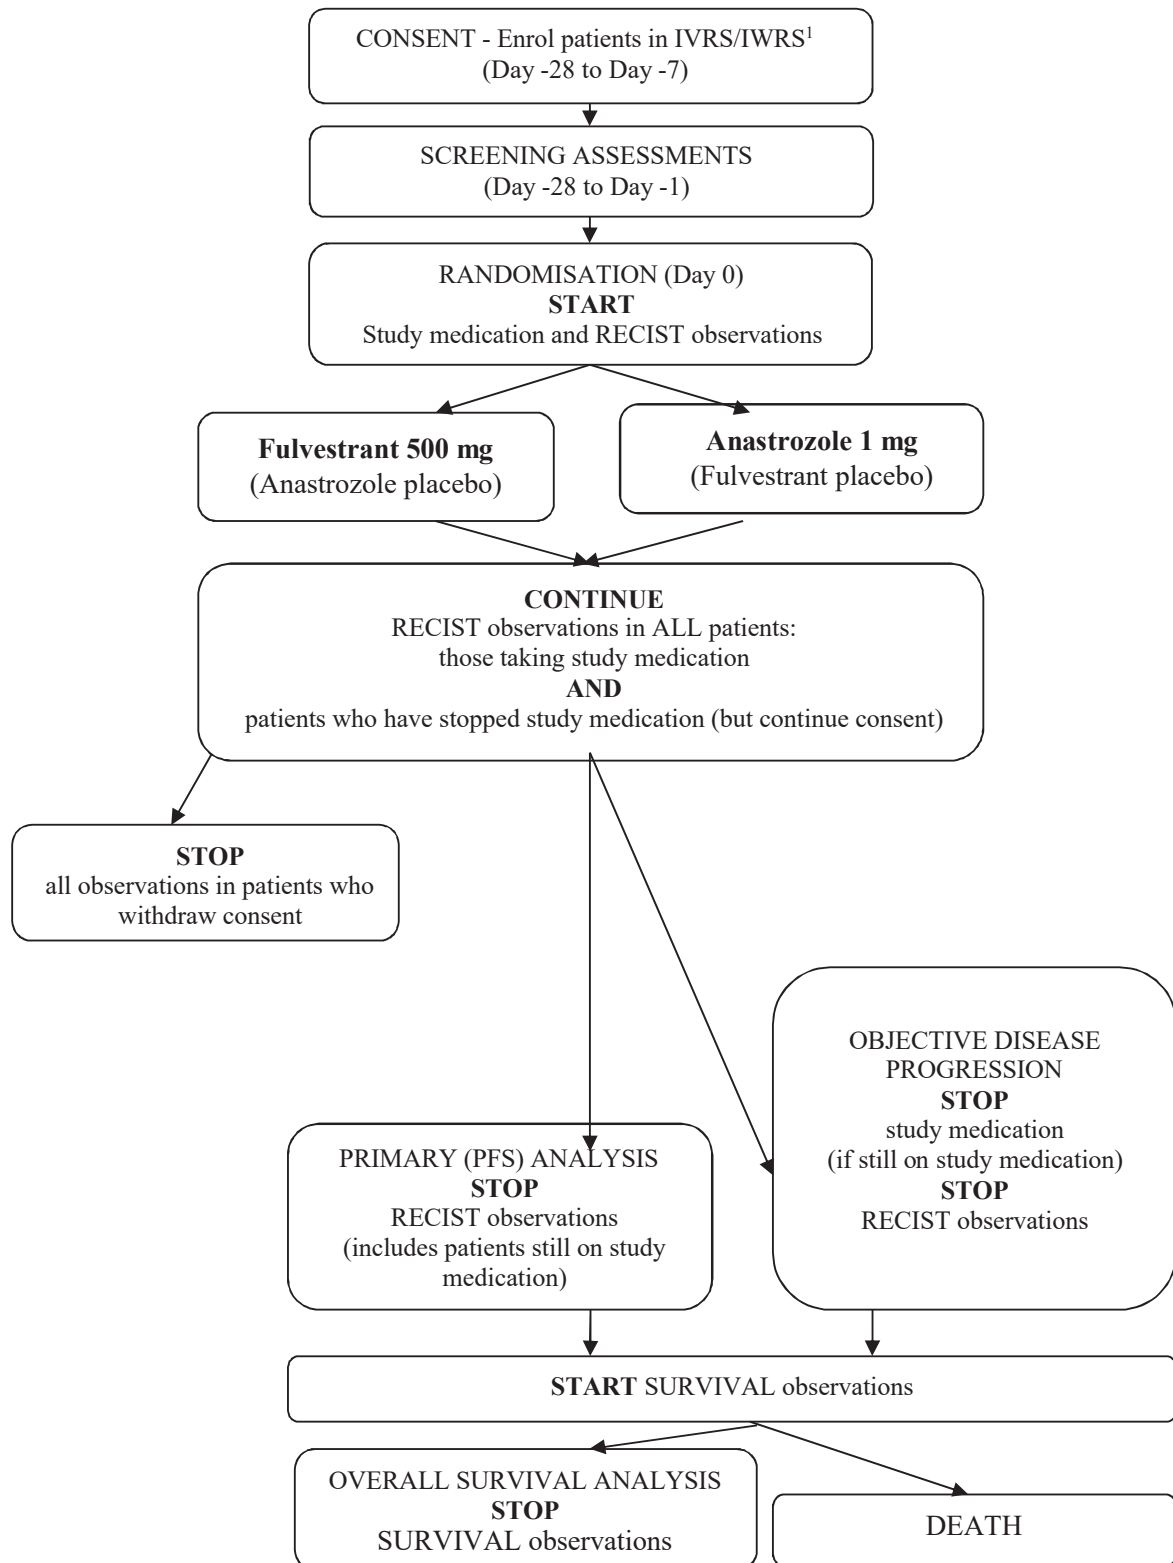 CONSENT - Enrol patients in IVRS/IWRS¹
(Day -28 to Day -7)
SCREENING ASSESSMENTS
(Day -28 to Day -1)
RANDOMISATION (Day 0)
START
Study medication and RECIST observations
Fulvestrant 500 mg
(Anastrozole placebo)
Anastrozole 1 mg
(Fulvestrant placebo)
CONTINUE
RECIST observations in ALL patients:
those taking study medication
AND
patients who have stopped study medication (but continue consent)
STOP
all observations in patients who
withdraw consent
PRIMARY (PFS) ANALYSIS
STOP
RECIST observations
(includes patients still on study
medication)
OBJECTIVE DISEASE
PROGRESSION
STOP
study medication
(if still on study medication)
STOP
RECIST observations
START SURVIVAL observations
OVERALL SURVIVAL ANALYSIS
STOP
SURVIVAL observations
DEATH